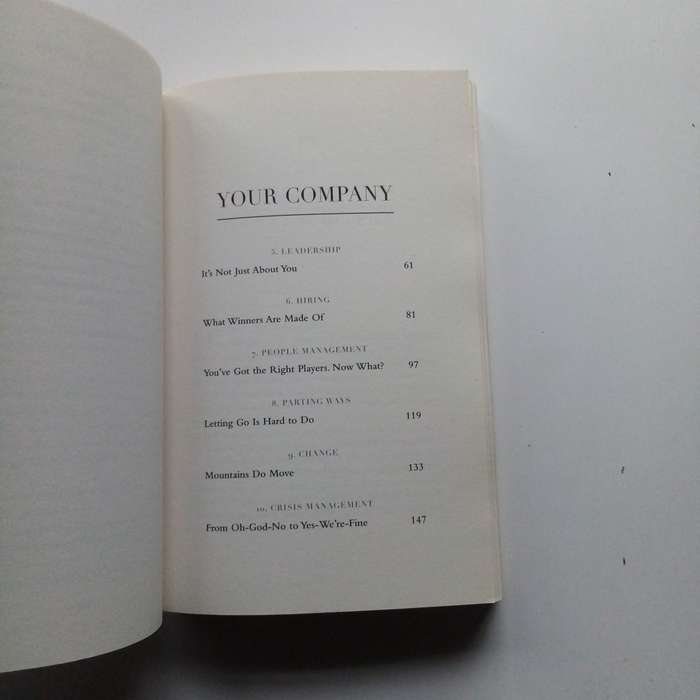 YOUR COMPANY
5. LEADERSHIP
It's Not Just About You 61
6. HIRING
What Winners Are Made Of 81
7. PEOPLE MANAGEMENT
You've Got the Right Players. Now What? 97
8. PARTING WAYS
Letting Go Is Hard to Do 119
9. CHANGE
Mountains Do Move 133
10. CRISIS MANAGEMENT
From Oh-God-No to Yes-We're-Fine 147